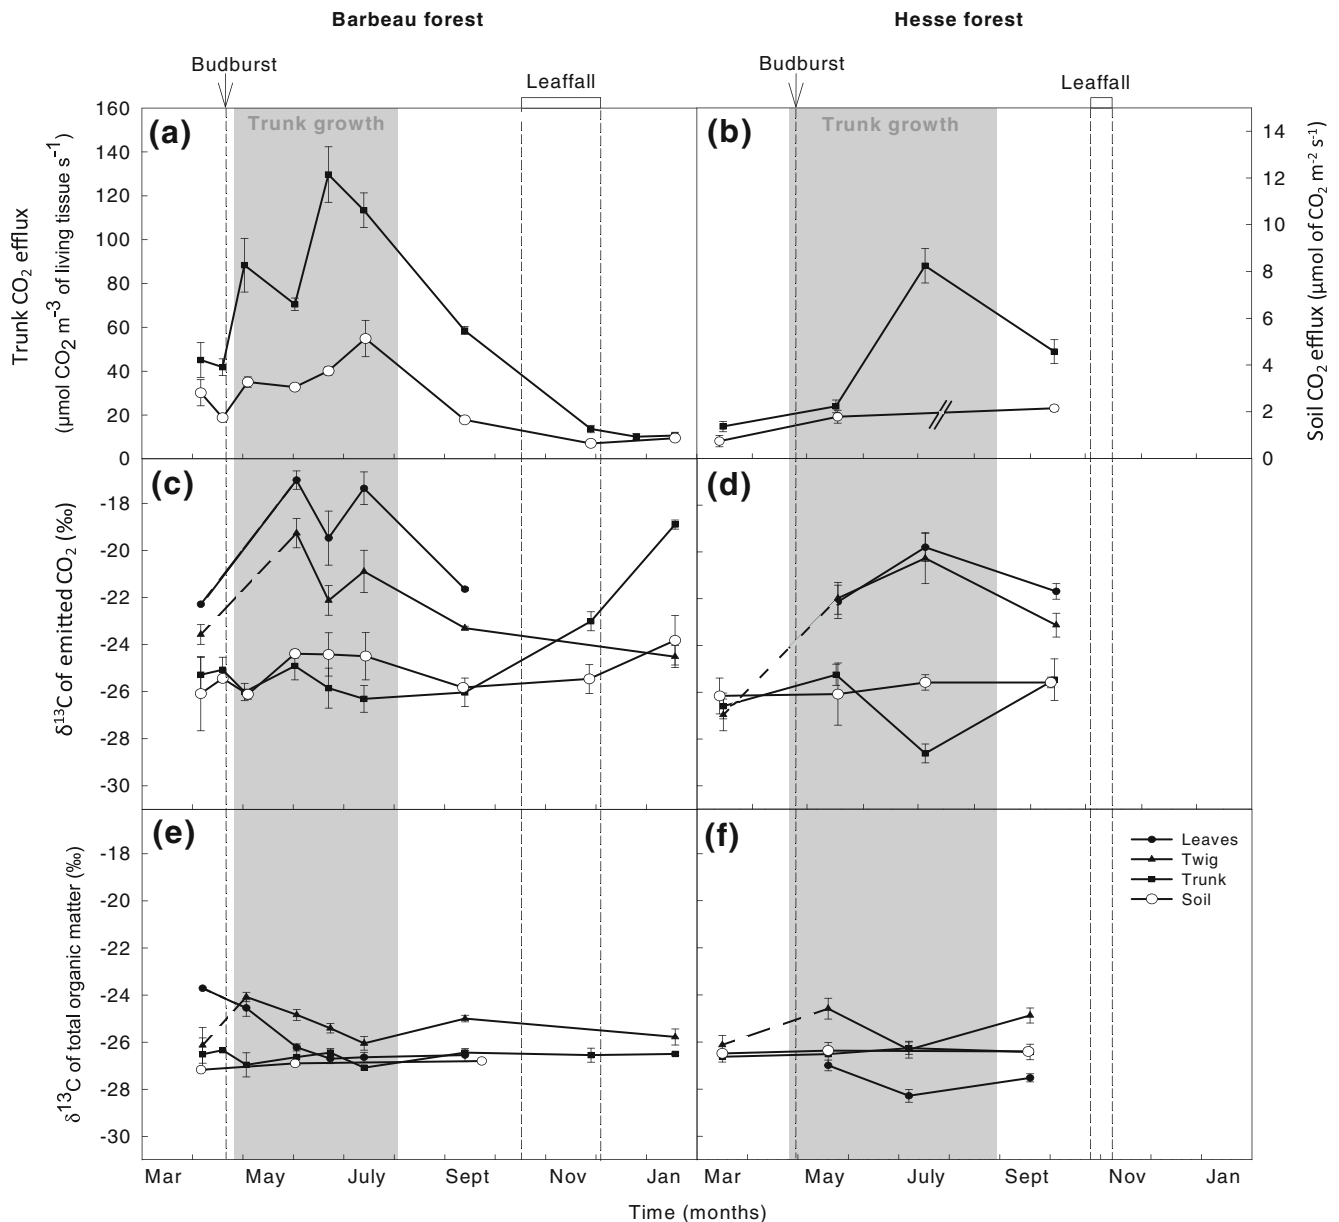 Barbeau forest
Hesse forest
Budburst
Leaffall
Budburst
Leaffall
(a)
Trunk growth
(b)
Trunk growth
Trunk CO2 efflux
(μmol CO2 m−3 of living tissue s−1)
160
140
120
100
80
60
40
20
0
14
12
10
8
6
4
2
0
Soil CO2 efflux (μmol of CO2 m-2 s-1)
(c)
(d)
δ13C of emitted CO2 (‰)
-18
-20
-22
-24
-26
-28
-30
(e)
(f)
Leaves
Twig
Trunk
Soil
δ13C of total organic matter (‰)
-18
-20
-22
-24
-26
-28
-30
Mar May July Sept Nov Jan
Mar May July Sept Nov Jan
Time (months)